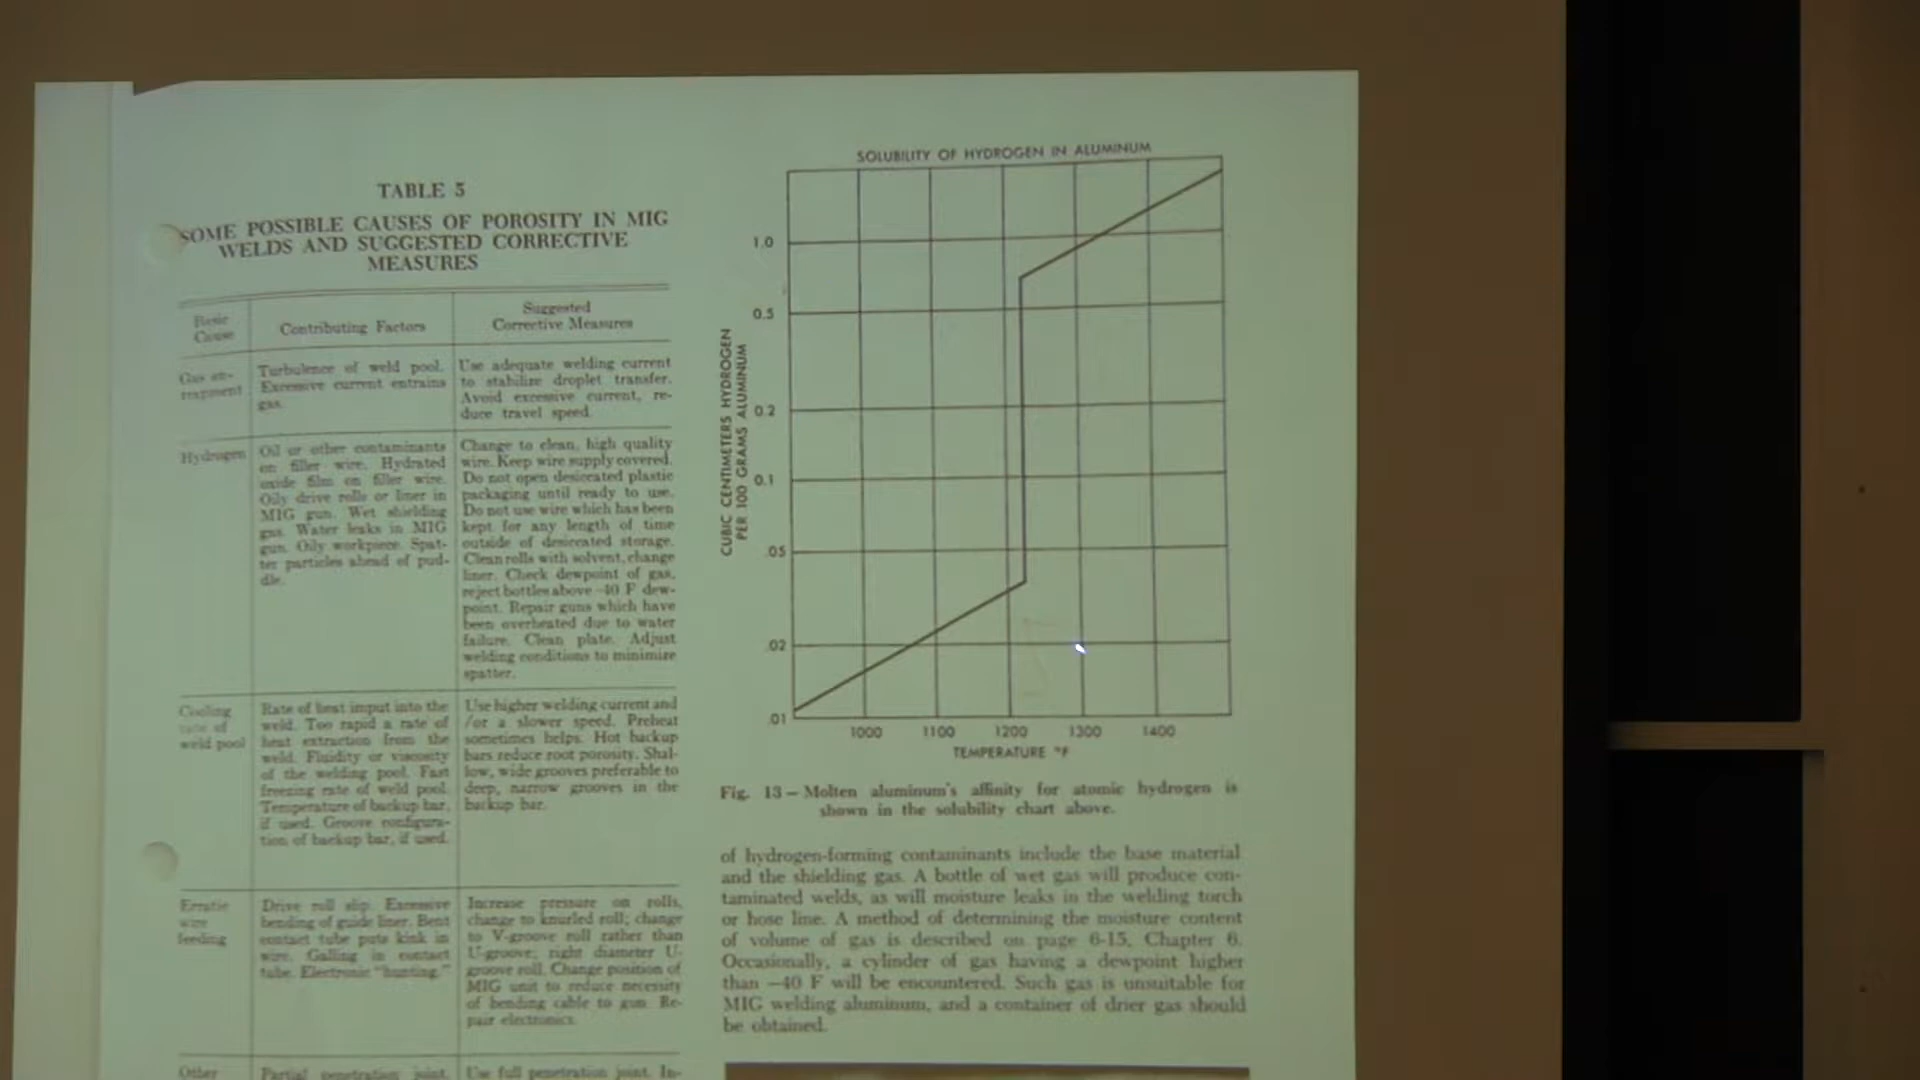 TABLE 5
SOME POSSIBLE CAUSES OF POROSITY IN MIG
WELDS AND SUGGESTED CORRECTIVE
MEASURES
Basic
Cause
Contributing Factors
Suggested
Corrective Measures
Gas en-
trapment
Turbulence of weld pool.
Excessive current entrains
gas.
Use adequate welding current
to stabilize droplet transfer.
Avoid excessive current, re-
duce travel speed.
Hydrogen
Oil or other contaminants
on filler wire. Hydrated
oxide film on filler wire.
Oily drive rolls or liner in
MIG gun. Wet shielding
gas. Water leaks in MIG
gun. Oily workpiece. Spat-
ter particles ahead of pud-
dle.
Change to clean, high quality
wire. Keep wire supply covered.
Do not open desiccated plastic
packaging until ready to use.
Do not use wire which has been
kept for any length of time
outside of desiccated storage.
Clean rolls with solvent, change
liner. Check dewpoint of gas,
reject bottles above -40 F dew-
point. Repair guns which have
been overheated due to water
failure. Clean plate. Adjust
welding conditions to minimize
spatter.
Cooling
rate of
weld pool
Rate of heat input into the
weld. Too rapid a rate of
heat extraction from the
weld. Fluidity or viscosity
of the welding pool. Fast
freezing rate of weld pool.
Temperature of backup bar,
if used. Groove configura-
tion of backup bar, if used.
Use higher welding current and
/or a slower speed. Preheat
sometimes helps. Hot backup
bars reduce root porosity. Shal-
low, wide grooves preferable to
deep, narrow grooves in the
backup bar.
Erratic
wire
feeding
Drive roll slip. Excessive
bending of guide liner. Bent
contact tube puts kink in
wire. Galling in contact
tube. Electronic "hunting."
Increase pressure on rolls,
change to knurled roll; change
to V-groove roll rather than
U-groove; right diameter U-
groove roll. Change position of
MIG unit to reduce necessity
of bending cable to gun. Re-
pair electronics.
Other
Partial penetration joint.
Use full penetration joint. In-
SOLUBILITY OF HYDROGEN IN ALUMINUM
CUBIC CENTIMETERS HYDROGEN
PER 100 GRAMS ALUMINUM
1.0
0.5
0.2
0.1
.05
.02
.01
1000 1100 1200 1300 1400
TEMPERATURE °F
Fig. 13 – Molten aluminum's affinity for atomic hydrogen is
shown in the solubility chart above.
of hydrogen-forming contaminants include the base material
and the shielding gas. A bottle of wet gas will produce con-
taminated welds, as will moisture leaks in the welding torch
or hose line. A method of determining the moisture content
of volume of gas is described on page 6-15, Chapter 6.
Occasionally, a cylinder of gas having a dewpoint higher
than −40 F will be encountered. Such gas is unsuitable for
MIG welding aluminum, and a container of drier gas should
be obtained.